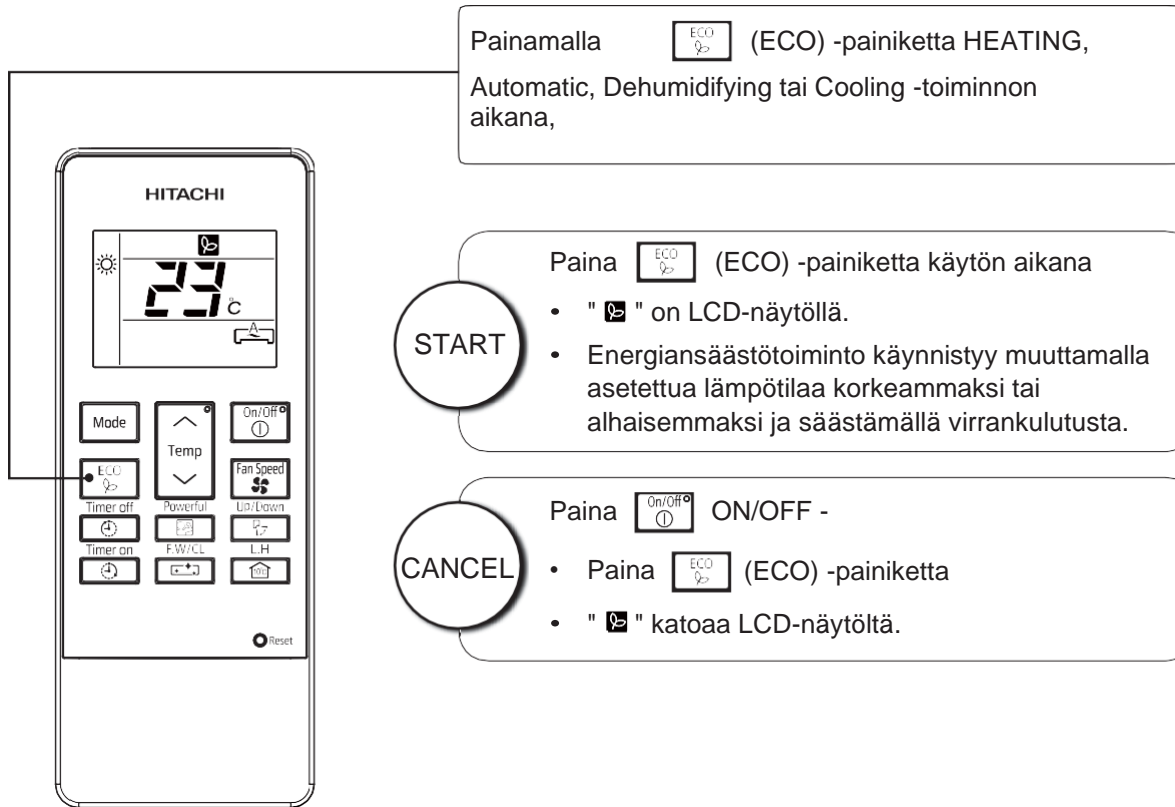 Painamalla ECO (ECO) -painiketta HEATING,
Automatic, Dehumidifying tai Cooling -toiminnon
aikana,
HITACHI
23 °C
A
Mode
Temp
On/Off
ECO
Fan Speed
Timer off Powerful Up/Down
Timer on F.W/CL L.H
10°C
Reset
START
Paina ECO (ECO) -painiketta käytön aikana
• " " on LCD-näytöllä.
• Energiansäästötoiminto käynnistyy muuttamalla
asetettua lämpötilaa korkeammaksi tai
alhaisemmaksi ja säästämällä virrankulutusta.
CANCEL
Paina On/Off ON/OFF -
• Paina ECO (ECO) -painiketta
• " " katoaa LCD-näytöltä.